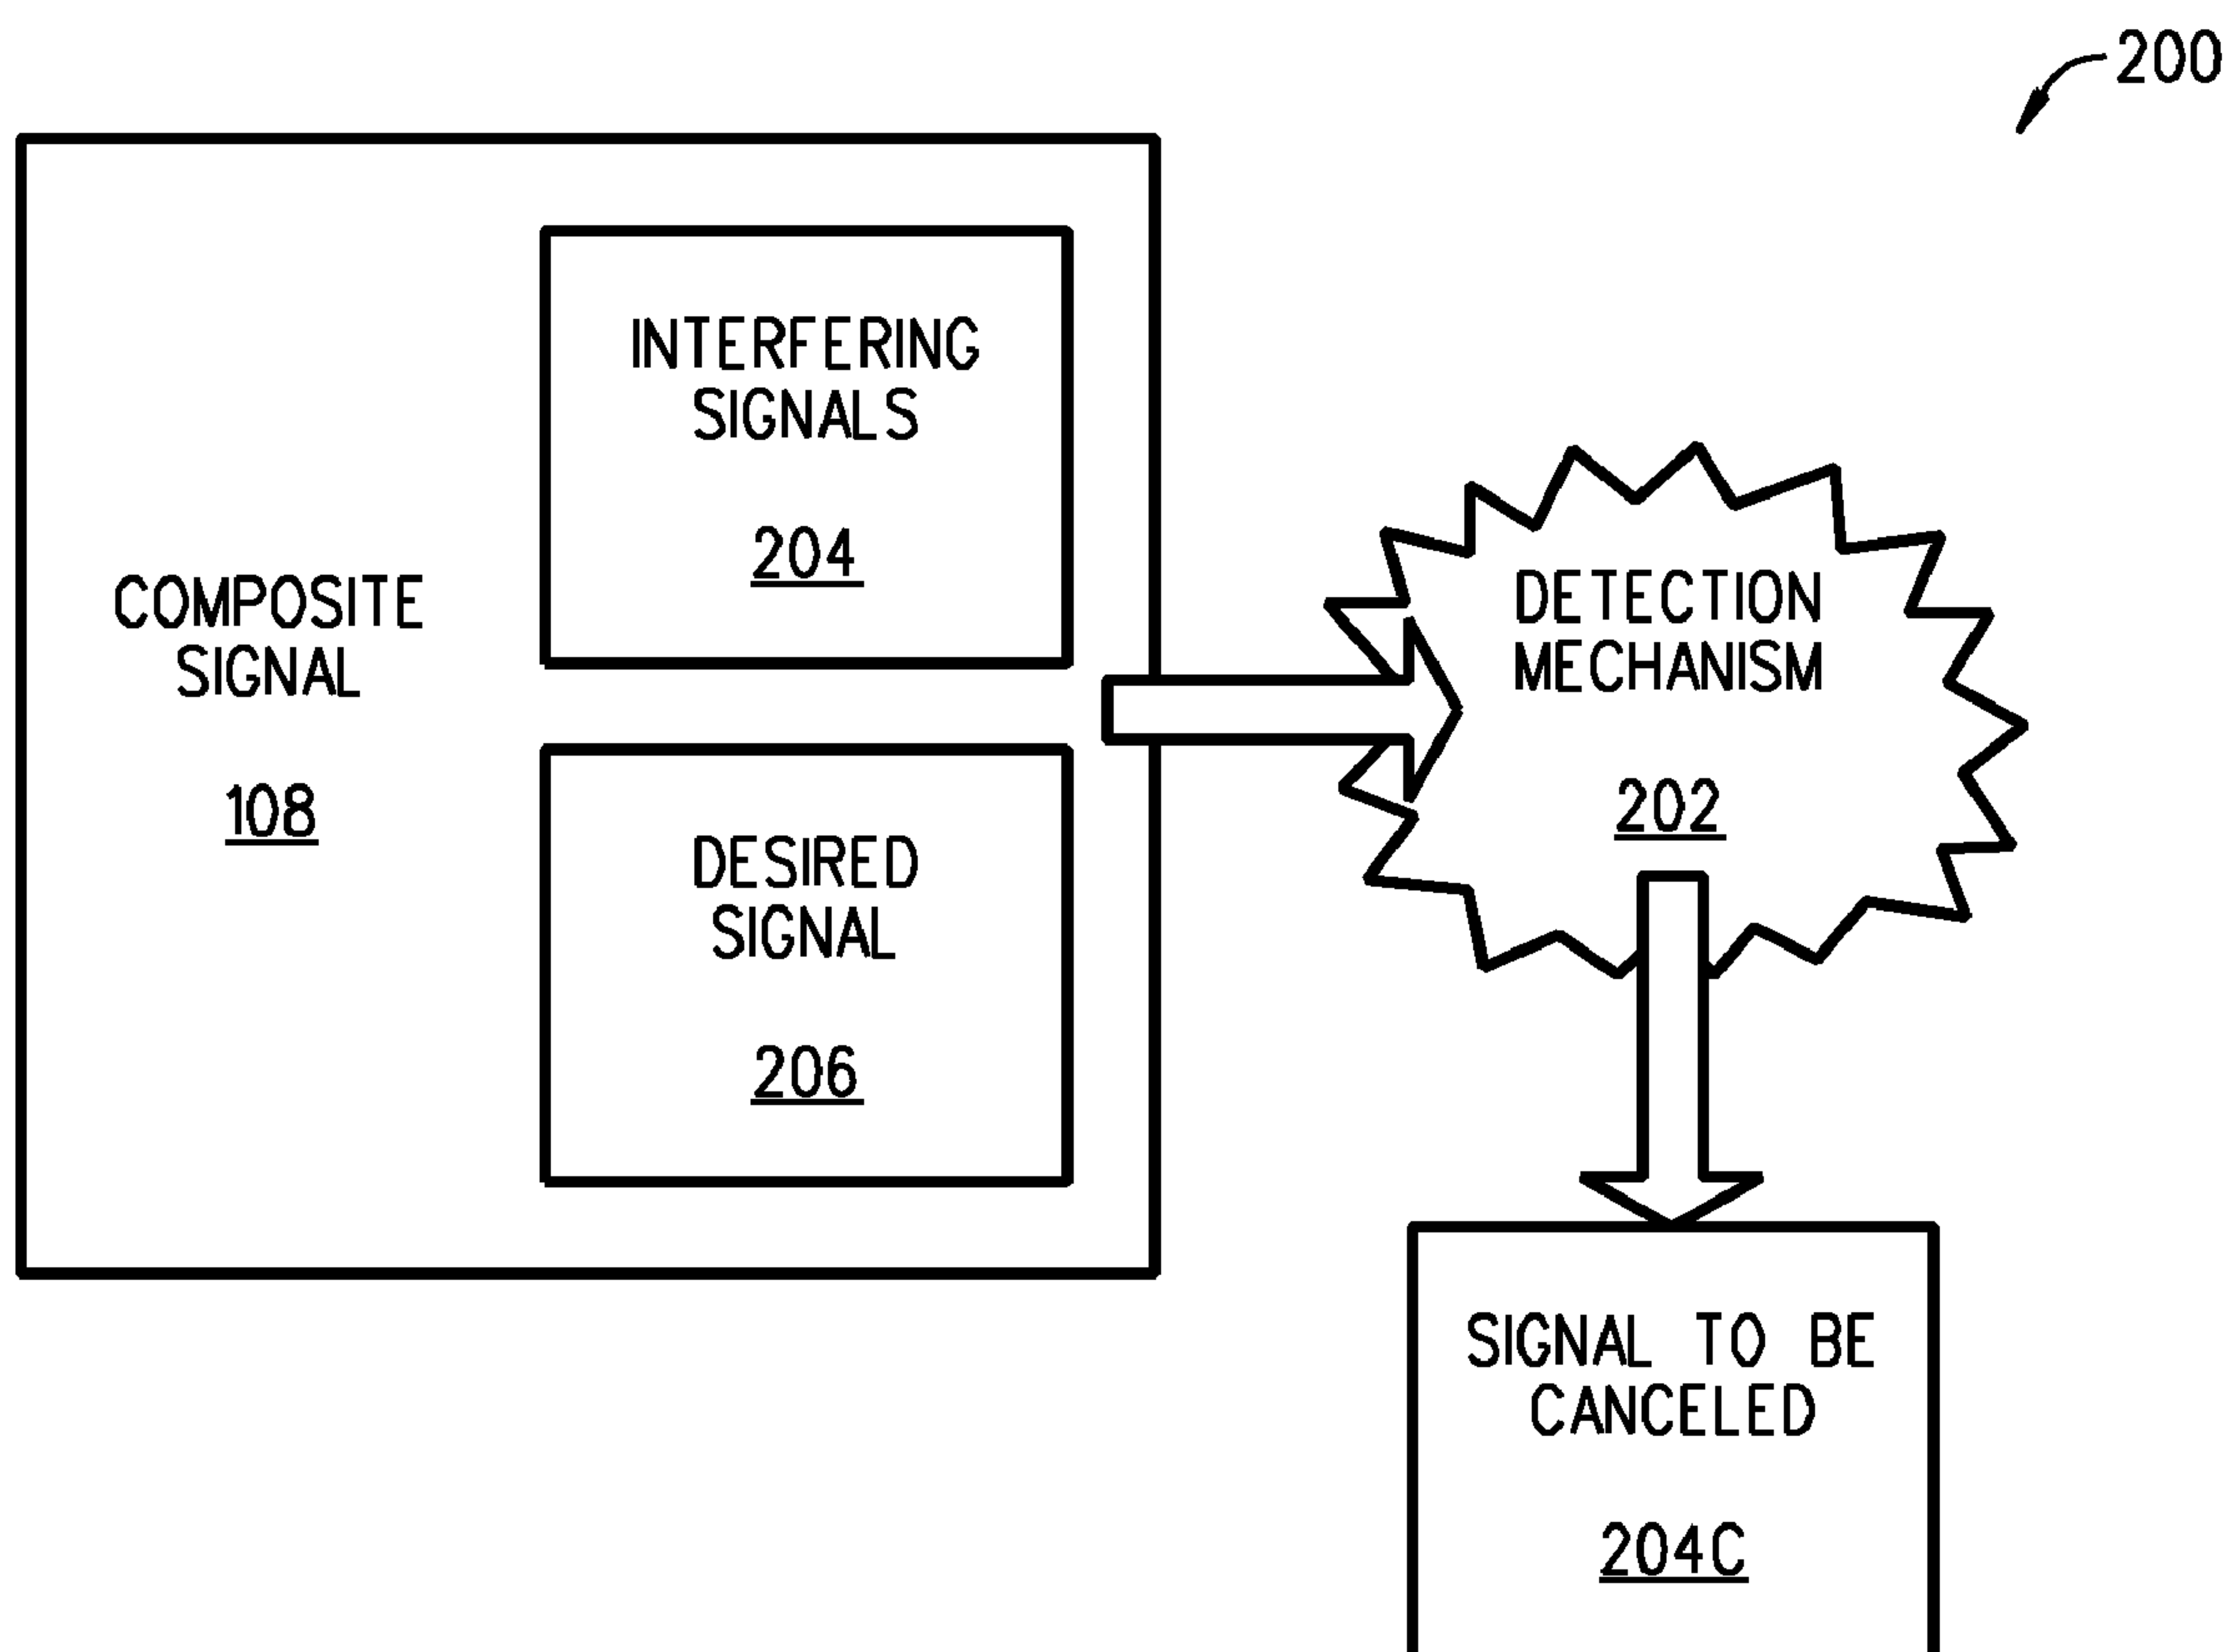 200
COMPOSITE
SIGNAL
108
INTERFERING
SIGNALS
204
DESIRED
SIGNAL
206
DETECTION
MECHANISM
202
SIGNAL TO BE
CANCELED
204C